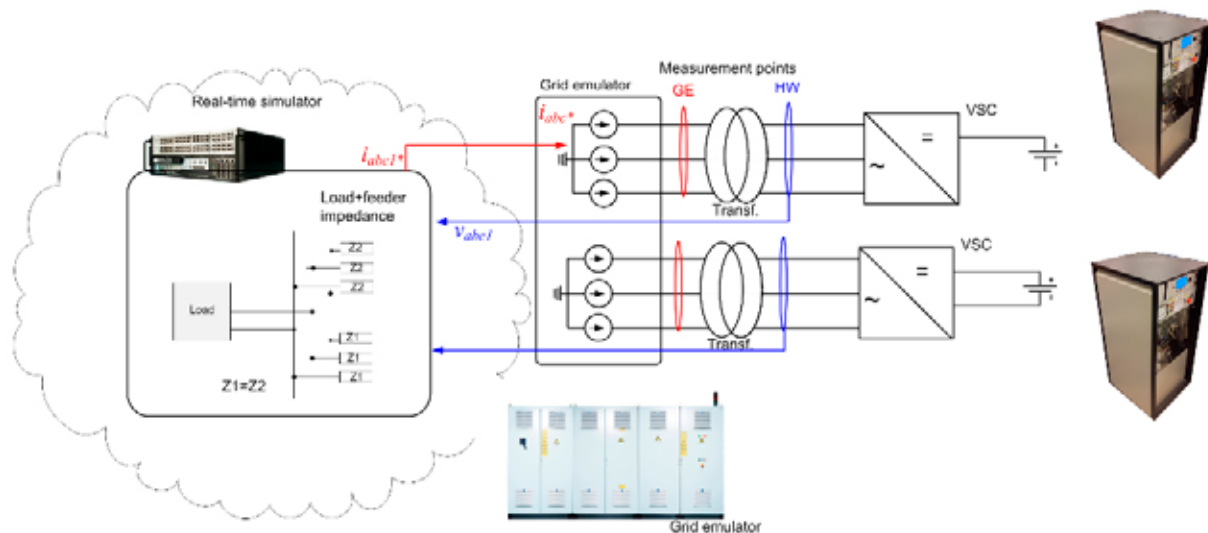 Real-time simulator
i_abc1*
Load+feeder
impedance
Z2
Z2
Z2
Load
Z1
Z1
Z1
Z1=Z2
Grid emulator
i_abc*
Measurement points
GE
HW
VSC
=
~
Transf.
v_abc1
GE
VSC
=
~
Transf.
Grid emulator